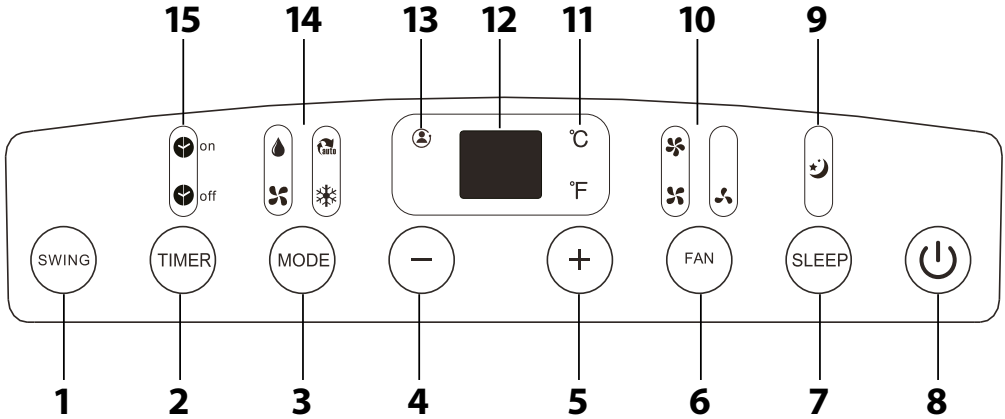 15 14 13 12 11 10 9
on
auto
°C
off
°F
SWING TIMER MODE − + FAN SLEEP
1 2 3 4 5 6 7 8